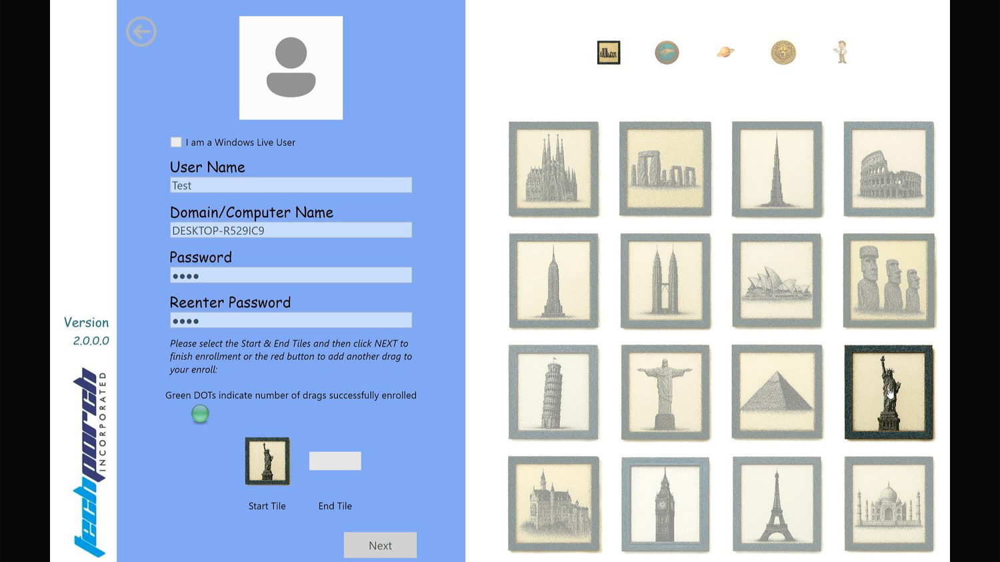 I am a Windows Live User
User Name
Test
Domain/Computer Name
DESKTOP-R529IC9
Password
Reenter Password
Version
2.0.0.0
Please select the Start & End Tiles and then click NEXT to
finish enrollment or the red button to add another drag to
your enroll:
Green DOTs indicate number of drags successfully enrolled
techporch
INCORPORATED
Start Tile
End Tile
Next